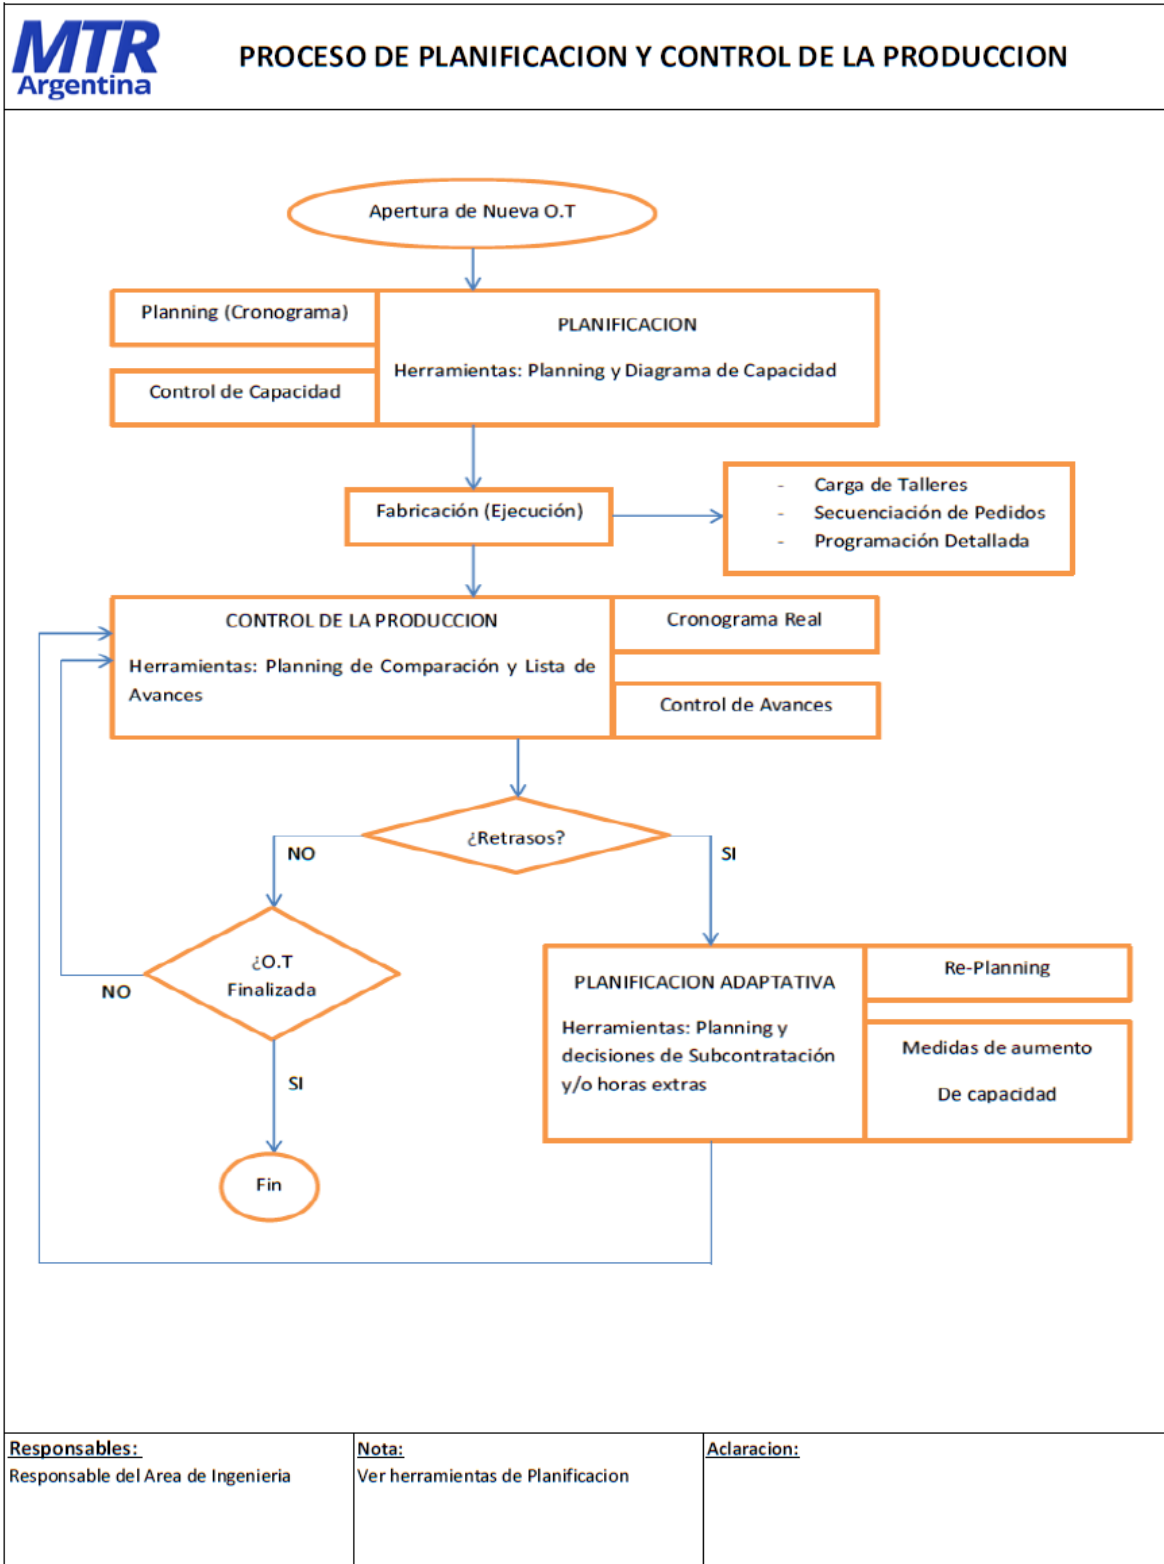 MTR
Argentina
PROCESO DE PLANIFICACION Y CONTROL DE LA PRODUCCION
Apertura de Nueva O.T
Planning (Cronograma)
Control de Capacidad
PLANIFICACION
Herramientas: Planning y Diagrama de Capacidad
Fabricación (Ejecución)
- Carga de Talleres
- Secuenciación de Pedidos
- Programación Detallada
CONTROL DE LA PRODUCCION
Herramientas: Planning de Comparación y Lista de
Avances
Cronograma Real
Control de Avances
¿Retrasos?
NO
SI
¿O.T
Finalizada
NO
SI
Fin
PLANIFICACION ADAPTATIVA
Herramientas: Planning y
decisiones de Subcontratación
y/o horas extras
Re-Planning
Medidas de aumento
De capacidad
Responsables:
Responsable del Area de Ingenieria
Nota:
Ver herramientas de Planificacion
Aclaracion: